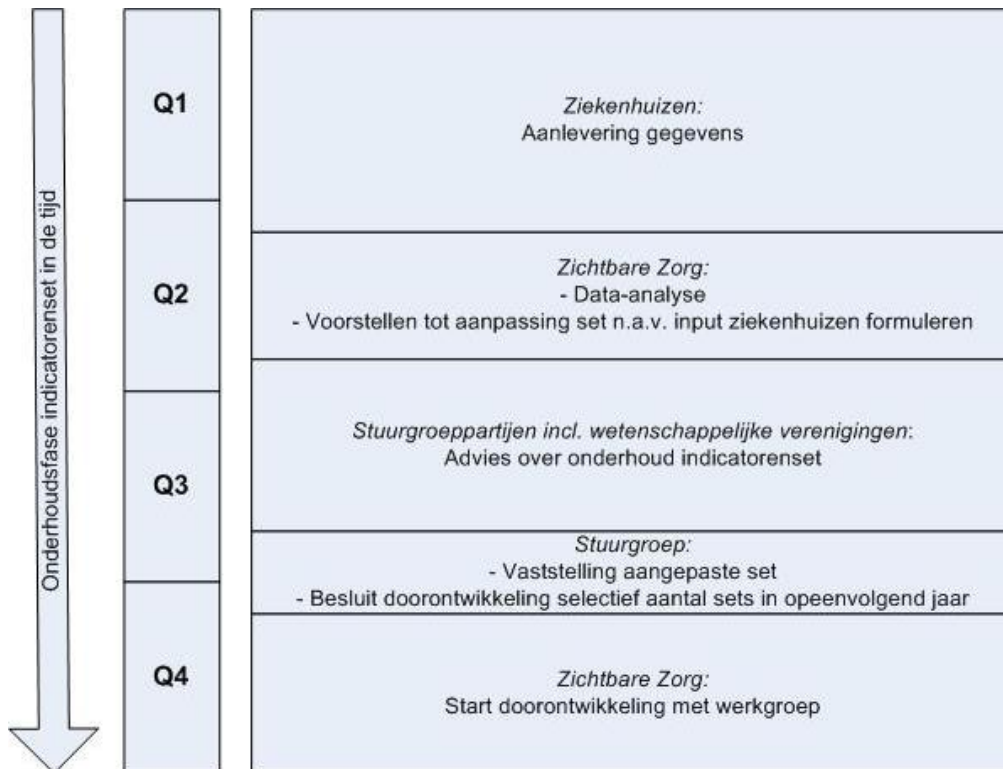 Onderhoudsfase indicatorenset in de tijd
Q1
Ziekenhuizen:
Aanlevering gegevens
Q2
Zichtbare Zorg:
- Data-analyse
- Voorstellen tot aanpassing set n.a.v. input ziekenhuizen formuleren
Q3
Stuurgroeppartijen incl. wetenschappelijke verenigingen:
Advies over onderhoud indicatorenset
Stuurgroep:
- Vaststelling aangepaste set
- Besluit doorontwikkeling selectief aantal sets in opeenvolgend jaar
Q4
Zichtbare Zorg:
Start doorontwikkeling met werkgroep